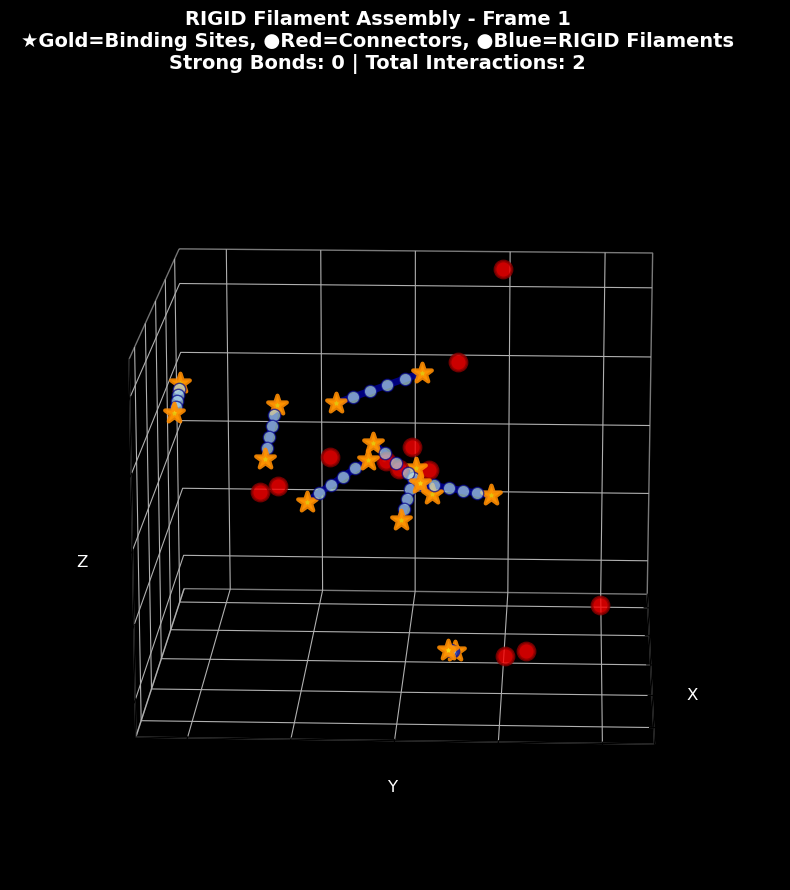 RIGID Filament Assembly - Frame 1
★Gold=Binding Sites, ●Red=Connectors, ●Blue=RIGID Filaments
Strong Bonds: 0 | Total Interactions: 2
Z
X
Y